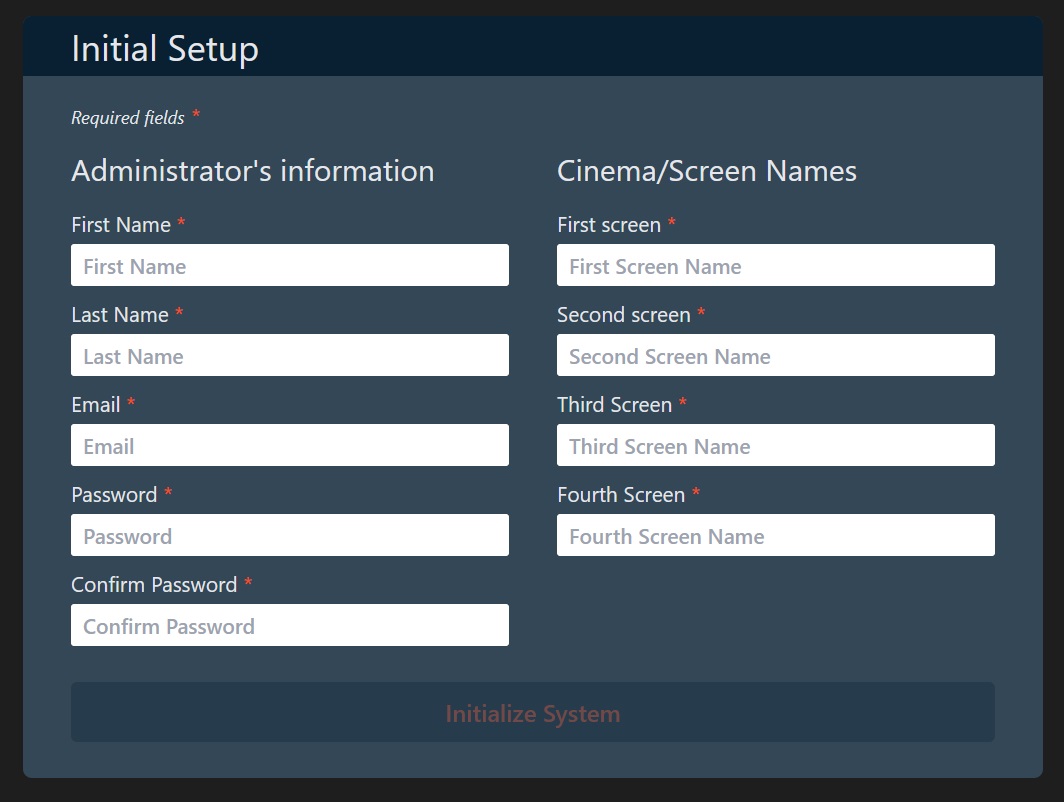 Initial Setup
Required fields *
Administrator's information
First Name *
First Name
Last Name *
Last Name
Email *
Email
Password *
Password
Confirm Password *
Confirm Password
Cinema/Screen Names
First screen *
First Screen Name
Second screen *
Second Screen Name
Third Screen *
Third Screen Name
Fourth Screen *
Fourth Screen Name
Initialize System